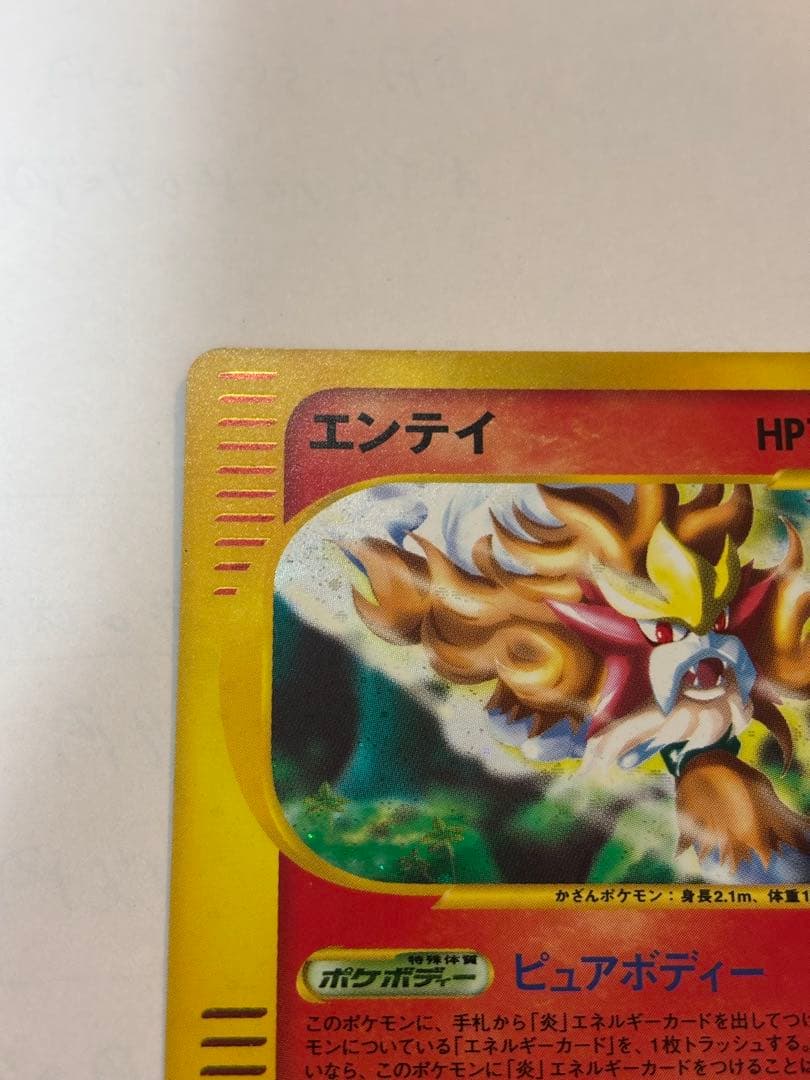 エンテイ HP
かざんポケモン：身長2.1m、体重1
特殊体質
ポケボディー ピュアボディー
このポケモンに、手札から「炎」エネルギーカードを出してつけ
モンについている「エネルギーカード」を、1枚トラッシュする。
いなら、このポケモンに「炎」エネルギーカードをつけることに